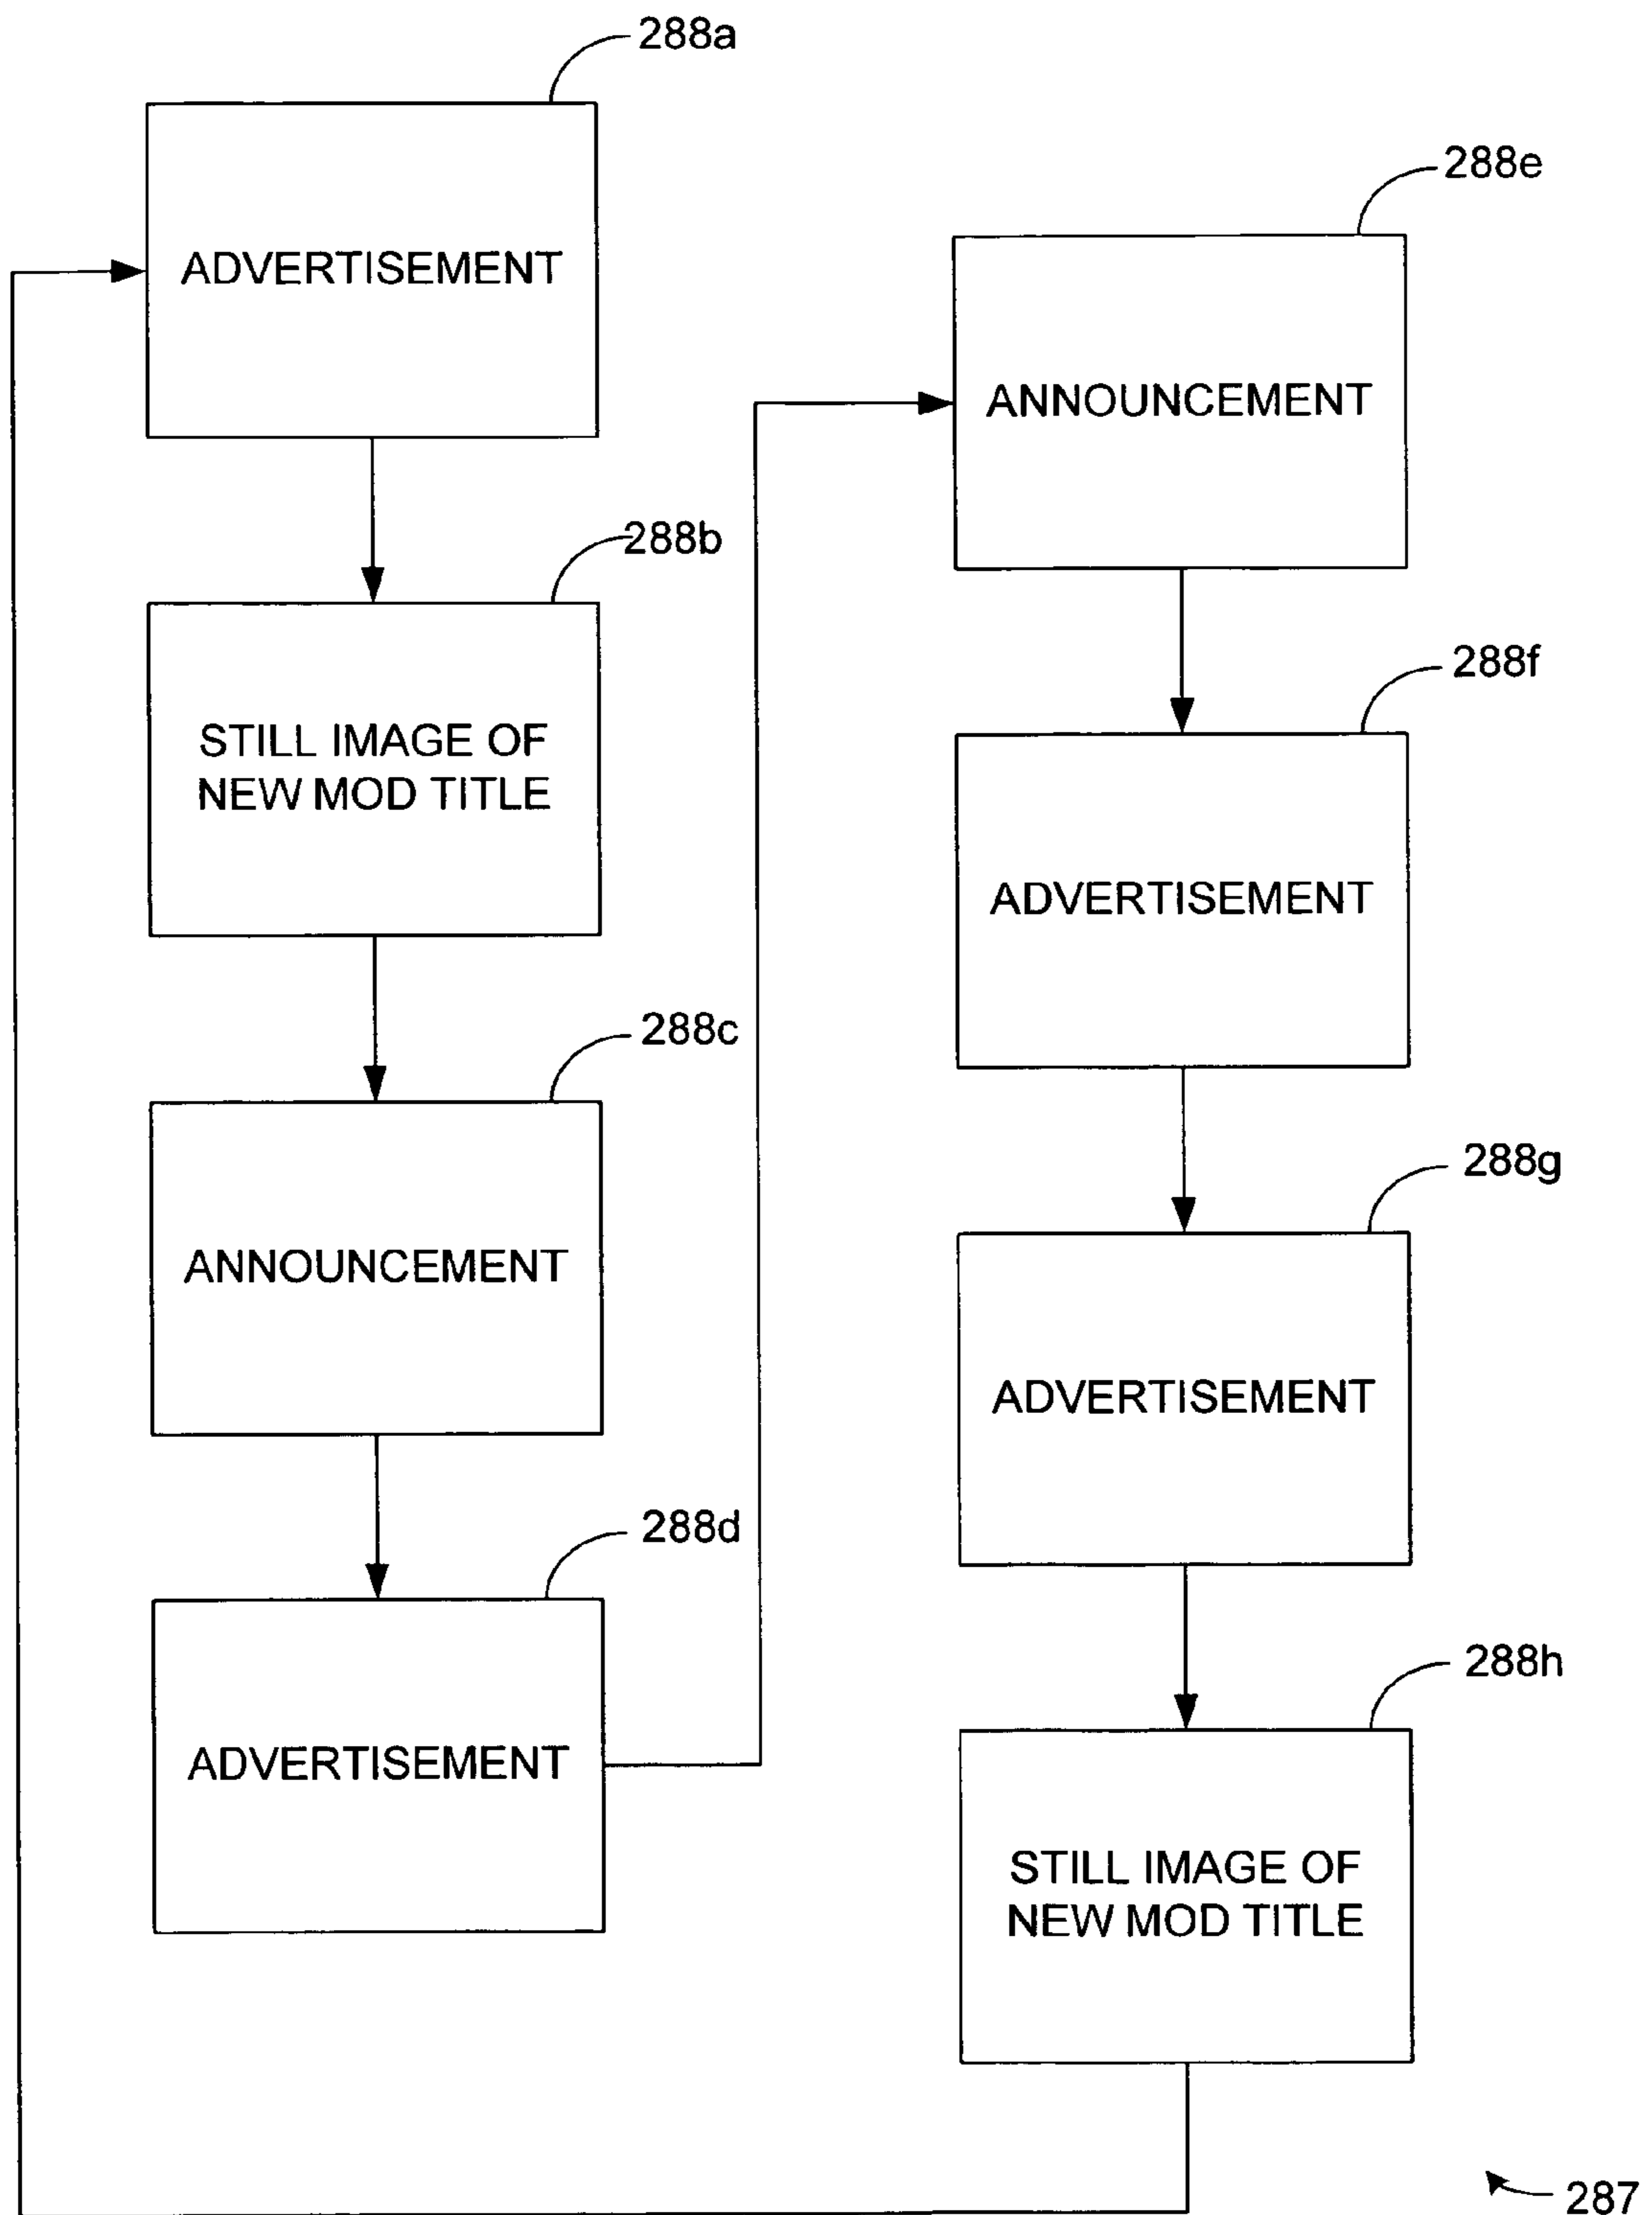 288a
ADVERTISEMENT
288b
STILL IMAGE OF
NEW MOD TITLE
288c
ANNOUNCEMENT
288d
ADVERTISEMENT
288e
ANNOUNCEMENT
288f
ADVERTISEMENT
288g
ADVERTISEMENT
288h
STILL IMAGE OF
NEW MOD TITLE
287